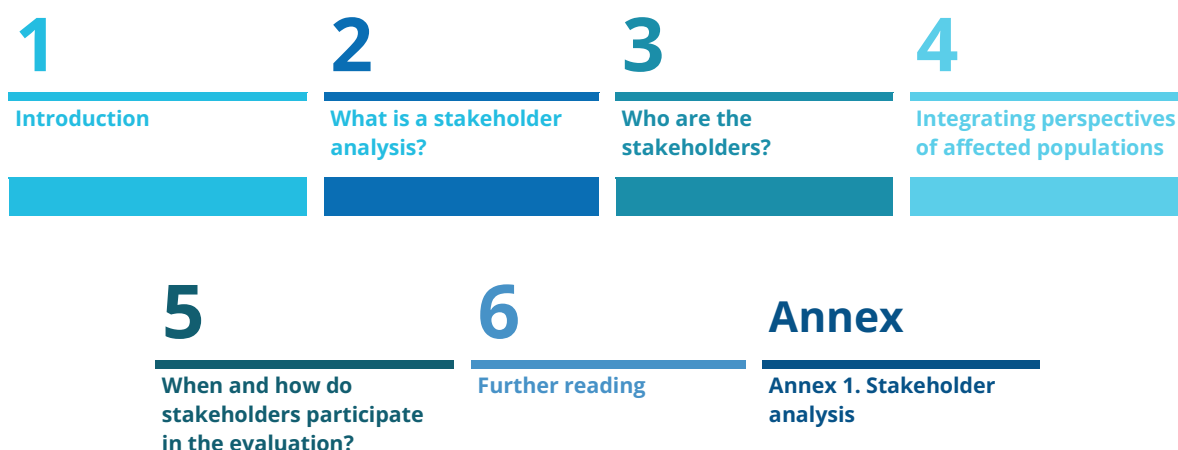 1
2
3
4
Introduction
What is a stakeholder
analysis?
Who are the
stakeholders?
Integrating perspectives
of affected populations
5
6
Annex
When and how do
stakeholders participate
in the evaluation?
Further reading
Annex 1. Stakeholder
analysis